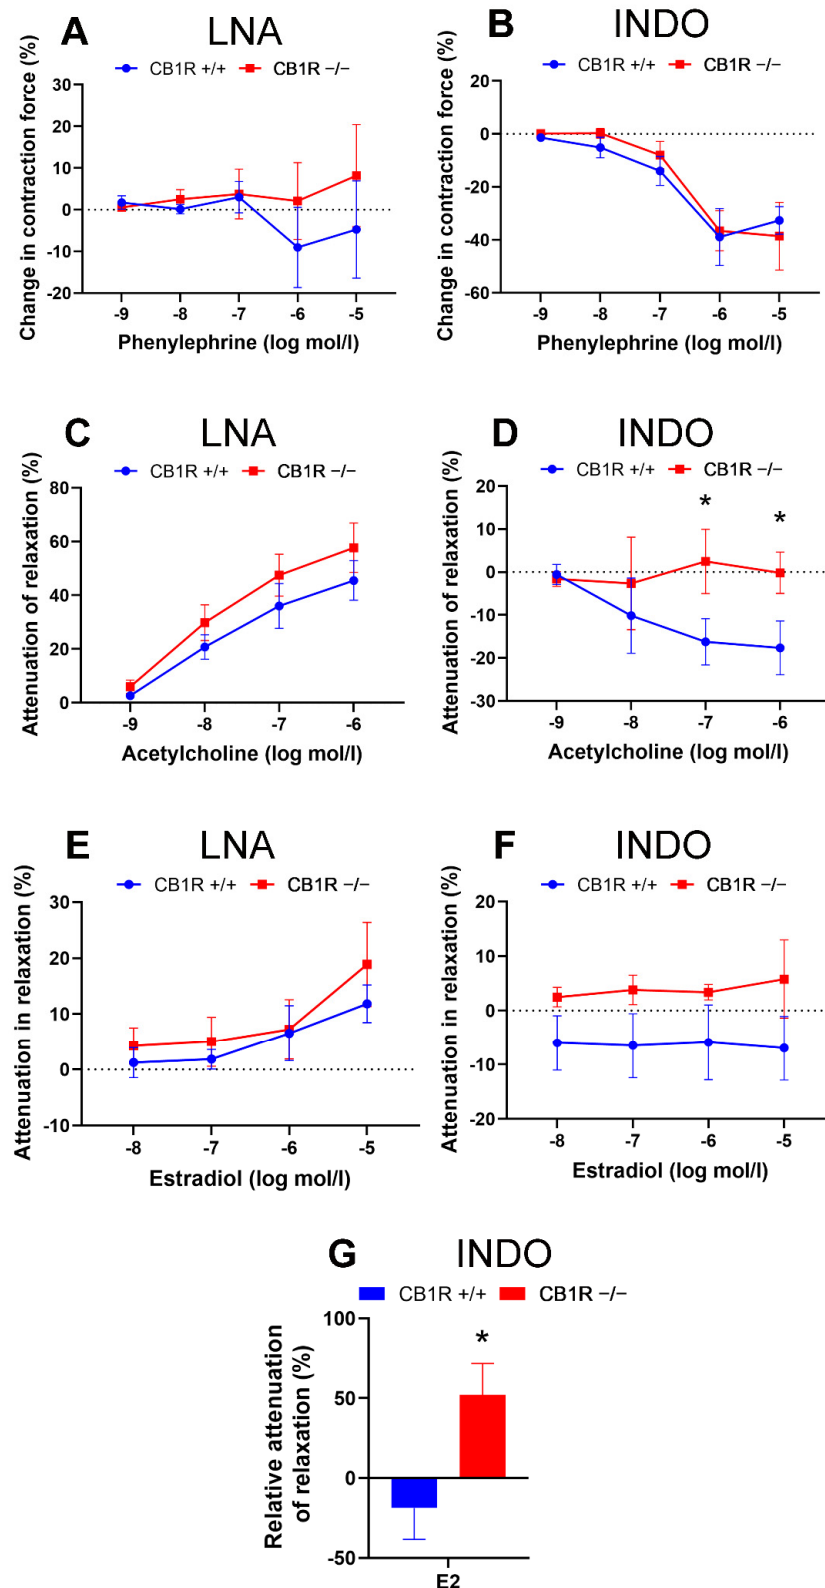 A LNA
CB1R +/+ CB1R −/−
Change in contraction force (%)
30
20
10
0
-10
-20
-9 -8 -7 -6 -5
Phenylephrine (log mol/l)
B INDO
CB1R +/+ CB1R −/−
Change in contraction force (%)
20
0
-20
-40
-60
-9 -8 -7 -6 -5
Phenylephrine (log mol/l)
C LNA
CB1R +/+ CB1R −/−
Attenuation of relaxation (%)
80
60
40
20
0
-9 -8 -7 -6
Acetylcholine (log mol/l)
D INDO
CB1R +/+ CB1R −/−
Attenuation of relaxation (%)
20
10
0
-10
-20
-30
* *
-9 -8 -7 -6
Acetylcholine (log mol/l)
E LNA
CB1R +/+ CB1R −/−
Attenuation in relaxation (%)
30
20
10
0
-10
-8 -7 -6 -5
Estradiol (log mol/l)
F INDO
CB1R +/+ CB1R −/−
Attenuation in relaxation (%)
20
10
0
-10
-20
-8 -7 -6 -5
Estradiol (log mol/l)
G INDO
CB1R +/+ CB1R −/−
Relative attenuation
of relaxation (%)
100
50
0
-50
*
E2